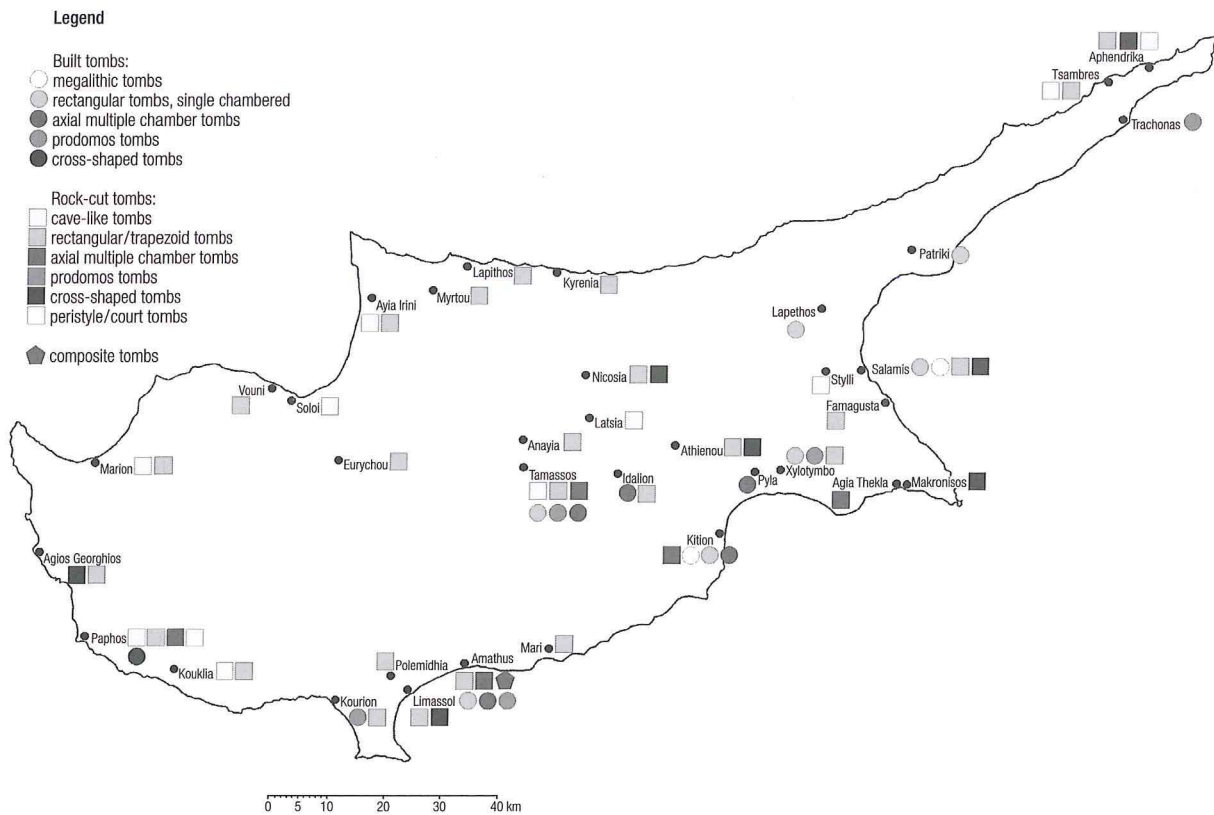 Legend
Built tombs:
megalithic tombs
rectangular tombs, single chambered
axial multiple chamber tombs
prodomos tombs
cross-shaped tombs
Rock-cut tombs:
cave-like tombs
rectangular/trapezoid tombs
axial multiple chamber tombs
prodomos tombs
cross-shaped tombs
peristyle/court tombs
composite tombs
Aphendrika
Tsambres
Trachonas
Patriki
Lapithos
Kyrenia
Myrtou
Ayia Irini
Lapethos
Nicosia
Stylli
Salamis
Vouni
Soloi
Famagusta
Latsia
Anayia
Athienou
Marion
Eurychou
Tamassos
Idalion
Pyla
Xylotymbo
Agia Thekla
Makronisos
Kition
Agios Georghios
Paphos
Kouklia
Mari
Polemidhia
Amathus
Kourion
Limassol
0 5 10 20 40 km